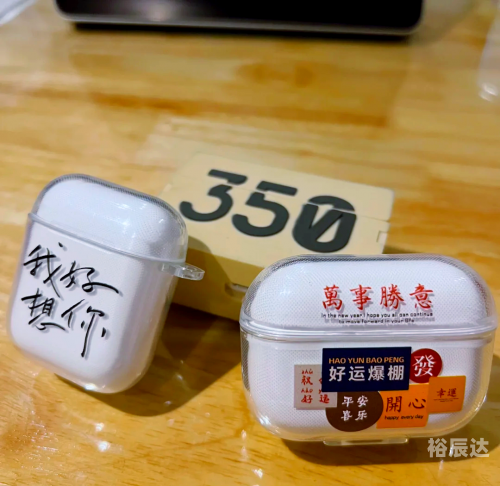 350
我好
想你
萬事勝意
In the new year I hope you all can continue
to move forward in your life
HAO YUN BAO PENG
好运爆棚
發
好运
平安
喜乐
開心
happy every day
幸運
裕辰达